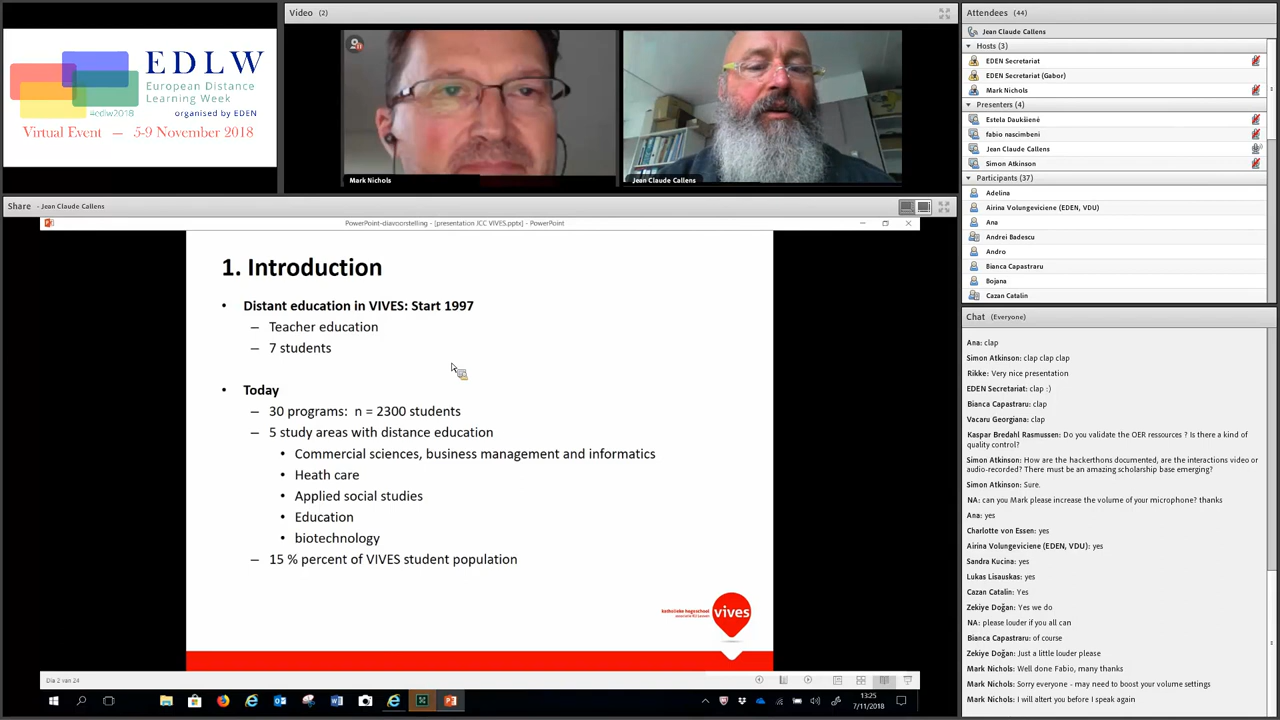 EDLW
European Distance
Learning Week
#edlw2018
organised by EDEN
Virtual Event — 5-9 November 2018
Video (2)
Mark Nichols
Jean Claude Callens
Share - Jean Claude Callens
PowerPoint-diavoorstelling - [presentation JCC VIVES.pptx] - PowerPoint
1. Introduction
• Distant education in VIVES: Start 1997
– Teacher education
– 7 students
• Today
– 30 programs: n = 2300 students
– 5 study areas with distance education
• Commercial sciences, business management and informatics
• Heath care
• Applied social studies
• Education
• biotechnology
– 15 % percent of VIVES student population
katholieke hogeschool
vives
Dia 2 van 24
13:25
7/11/2018
Attendees (44)
Jean Claude Callens
Hosts (3)
EDEN Secretariat
EDEN Secretariat (Gabor)
Mark Nichols
Presenters (4)
Estela Daukšienė
fabio nascimbeni
Jean Claude Callens
Simon Atkinson
Participants (37)
Adelina
Airina Volungeviciene (EDEN, VDU)
Ana
Andrei Badescu
Andro
Bianca Capastraru
Bojana
Cazan Catalin
Chat (Everyone)
Ana: clap
Simon Atkinson: clap clap clap
Rikke: Very nice presentation
EDEN Secretariat: clap :)
Bianca Capastraru: clap
Vacaru Georgiana: clap
Kaspar Bredahl Rasmussen: Do you validate the OER ressources ? Is there a kind of
quality control?
Simon Atkinson: How are the hackerthons documented, are the interactions video or
audio-recorded? There must be an amazing scholarship base emerging?
Simon Atkinson: Sure.
NA: can you Mark please increase the volume of your microphone? thanks
Ana: yes
Charlotte von Essen: yes
Airina Volungeviciene (EDEN, VDU): yes
Sandra Kucina: yes
Lukas Lisauskas: yes
Cazan Catalin: Yes
Zekiye Doğan: Yes we do
NA: please louder if you all can
Bianca Capastraru: of course
Zekiye Doğan: Just a little louder please
Mark Nichols: Well done Fabio, many thanks
Mark Nichols: Sorry everyone - may need to boost your volume settings
Mark Nichols: I will altert you before I speak again